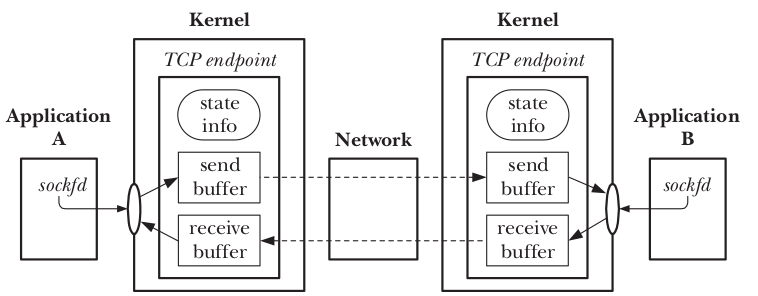 Kernel
Kernel
TCP endpoint
TCP endpoint
Application
A
state
info
Network
state
info
Application
B
sockfd
send
buffer
send
buffer
sockfd
receive
buffer
receive
buffer